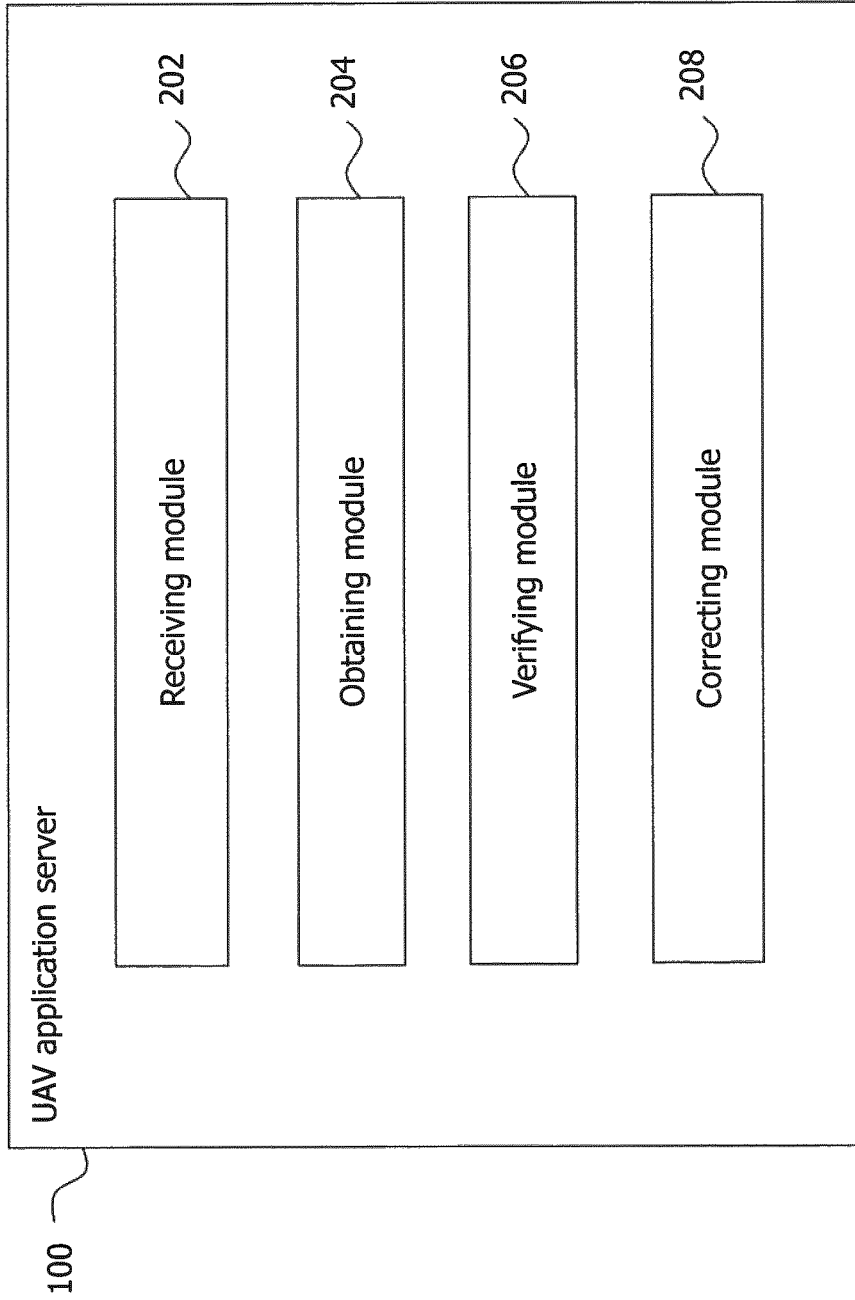 UAV application server
100
Receiving module
202
Obtaining module
204
Verifying module
206
Correcting module
208